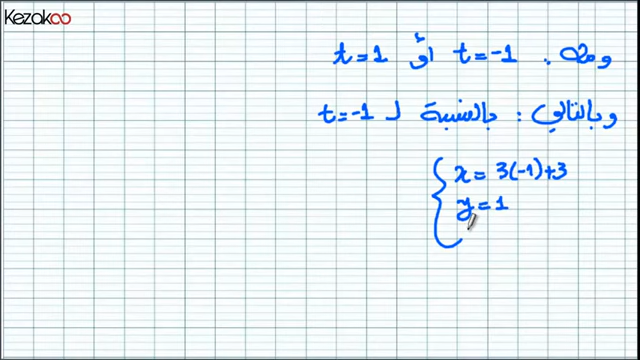 Kezakoo
ومنه : t = -1 أو t = 1
وبالتالي : بالنسبة لـ t = -1
x = 3(-1)+3
y = 1